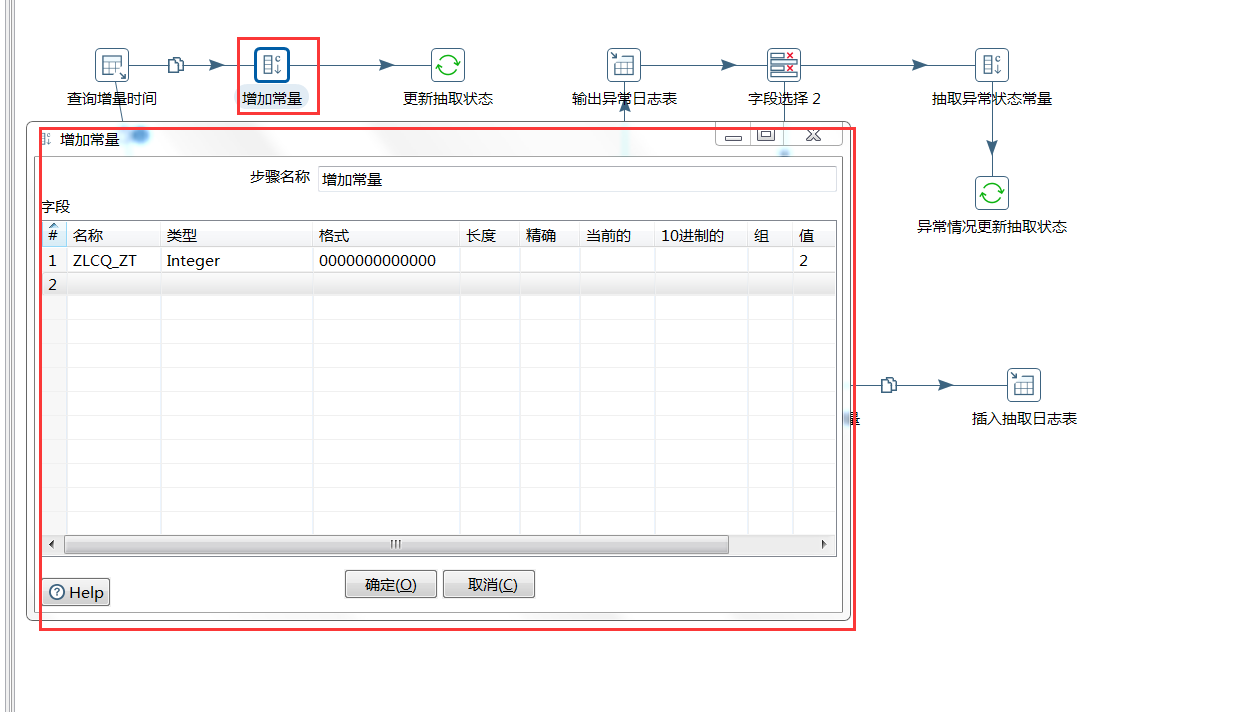 查询增量时间
增加常量
更新抽取状态
输出异常日志表
字段选择 2
抽取异常状态常量
增加常量
步骤名称 增加常量
字段
# 名称 类型 格式 长度 精确 当前的 10进制的 组 值
1 ZLCQ_ZT Integer 0000000000000 2
2
异常情况更新抽取状态
量
插入抽取日志表
Help 确定(O) 取消(C)